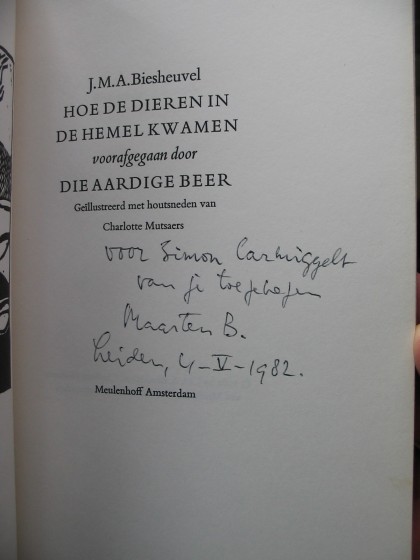 J.M.A.Biesheuvel
HOE DE DIEREN IN
DE HEMEL KWAMEN
voorafgegaan door
DIE AARDIGE BEER
Geïllustreerd met houtsneden van
Charlotte Mutsaers
voor Simon Carmiggelt
van je toegenegen
Maarten B.
Leiden, 4-V-1982.
Meulenhoff Amsterdam